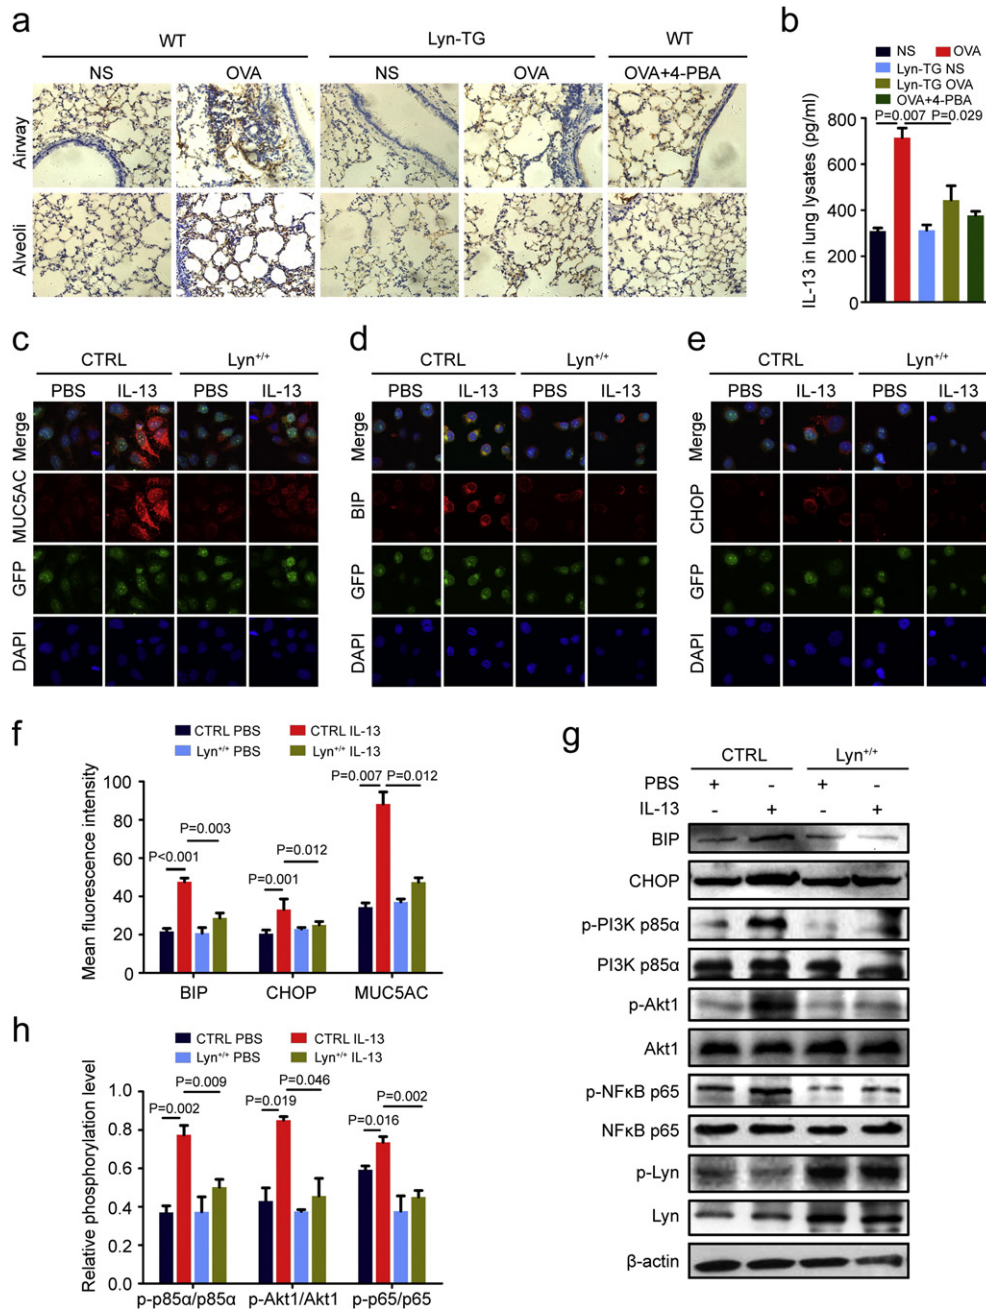 a
WT
Lyn-TG
WT
NS
OVA
NS
OVA
OVA+4-PBA
Airway
Alveoli
b
NS
OVA
Lyn-TG NS
Lyn-TG OVA
OVA+4-PBA
P=0.007
P=0.029
IL-13 in lung lysates (pg/ml)
800
600
400
200
0
c
CTRL
Lyn+/+
PBS
IL-13
PBS
IL-13
Merge
MUC5AC
GFP
DAPI
d
CTRL
Lyn+/+
PBS
IL-13
PBS
IL-13
Merge
BIP
GFP
DAPI
e
CTRL
Lyn+/+
PBS
IL-13
PBS
IL-13
Merge
CHOP
GFP
DAPI
f
CTRL PBS
CTRL IL-13
Lyn+/+ PBS
Lyn+/+ IL-13
Mean fluorescence intensity
100
80
60
40
20
0
P<0.001
P=0.003
P=0.001
P=0.012
P=0.007
P=0.012
BIP
CHOP
MUC5AC
g
CTRL
Lyn+/+
PBS + - + -
IL-13 - + - +
BIP
CHOP
p-PI3K p85α
PI3K p85α
p-Akt1
Akt1
p-NFκB p65
NFκB p65
p-Lyn
Lyn
β-actin
h
CTRL PBS
CTRL IL-13
Lyn+/+ PBS
Lyn+/+ IL-13
Relative phosphorylation level
1.0
0.8
0.6
0.4
0.2
0.0
P=0.002
P=0.009
P=0.019
P=0.046
P=0.016
P=0.002
p-p85α/p85α
p-Akt1/Akt1
p-p65/p65